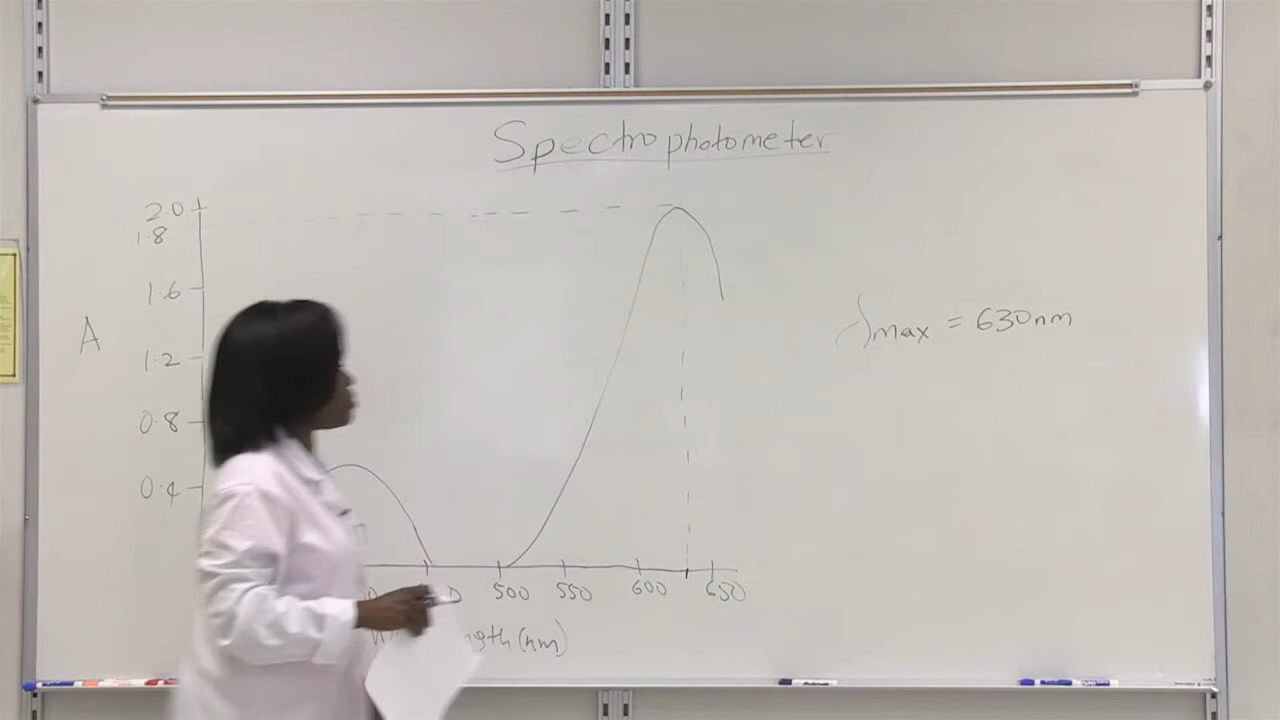 Spectrophotometer
2.0
1.8
1.6
A
1.2
0.8
0.4
λmax = 630nm
500 550 600 650
(nm)